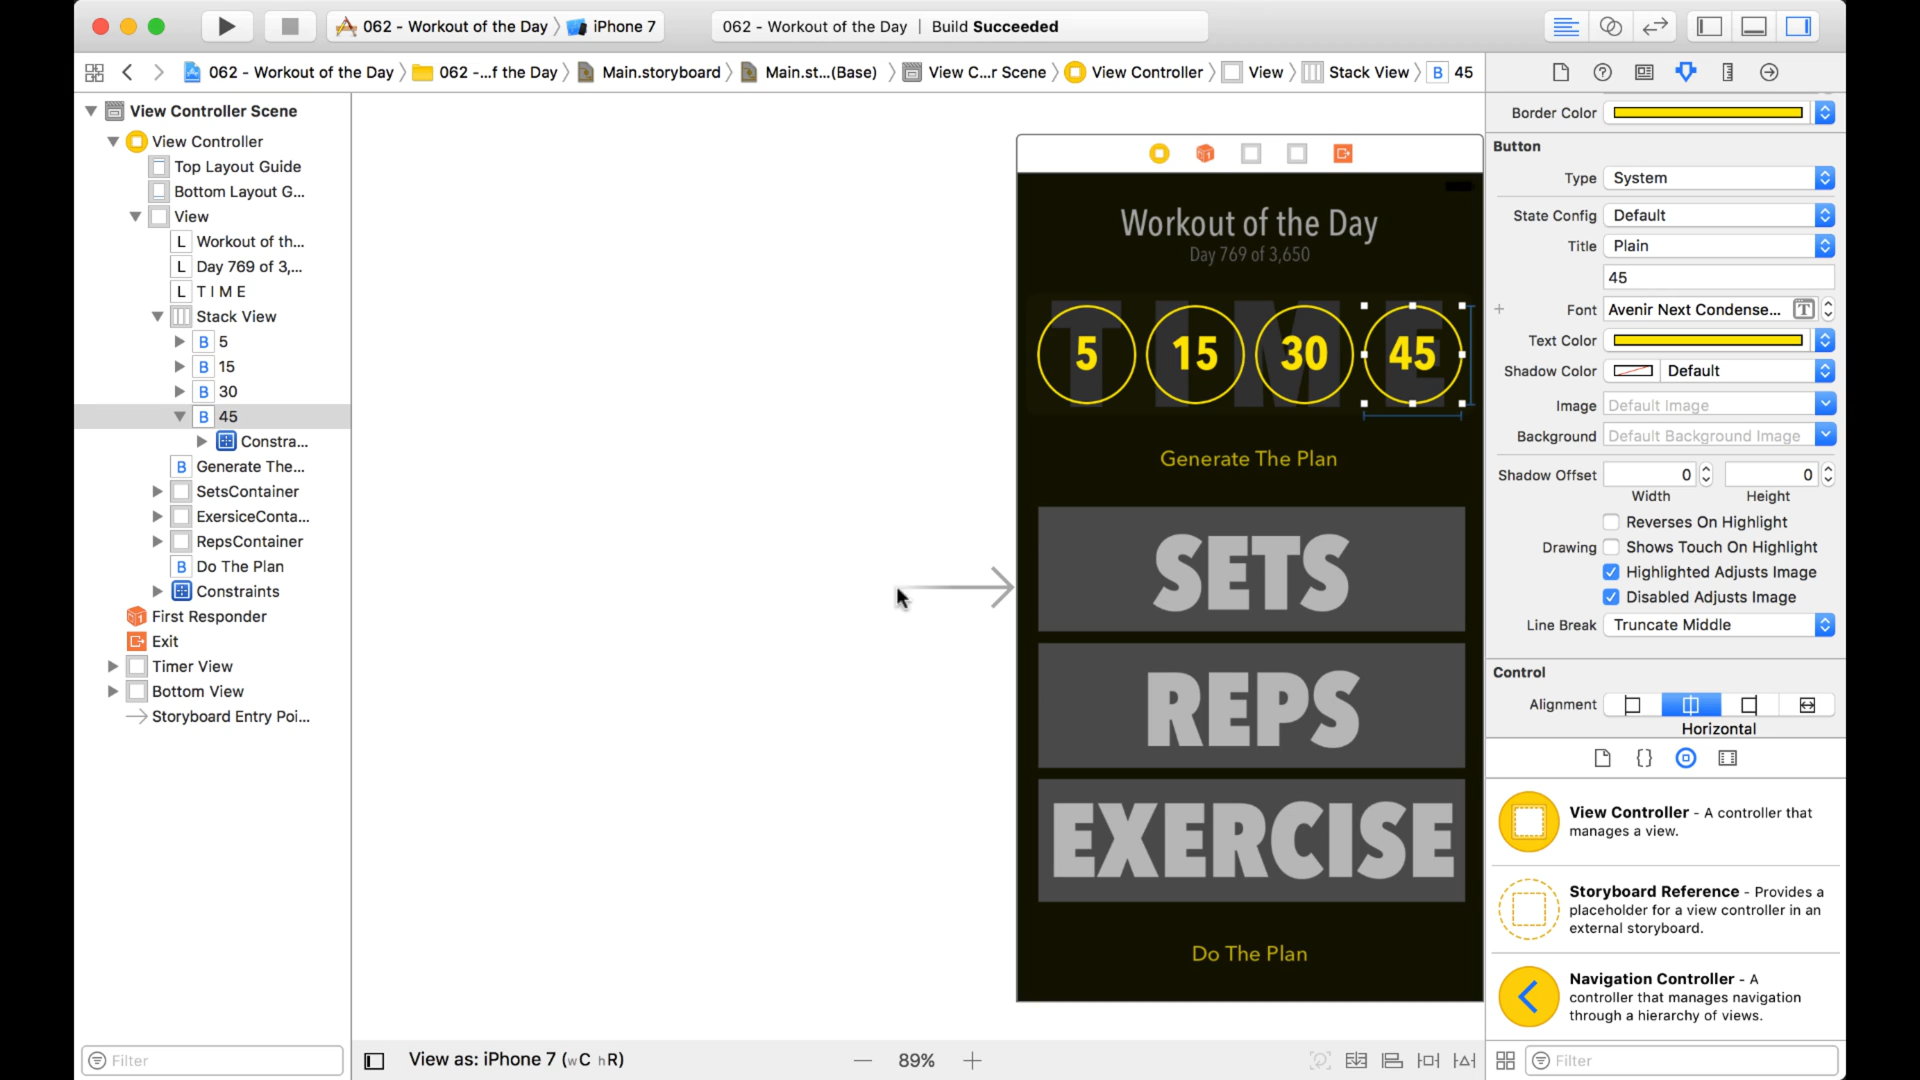 062 - Workout of the Day
iPhone 7
062 - Workout of the Day | Build Succeeded
062 - Workout of the Day
062 -...f the Day
Main.storyboard
Main.st...(Base)
View C...r Scene
View Controller
View
Stack View
B 45
View Controller Scene
View Controller
Top Layout Guide
Bottom Layout G...
View
L Workout of th...
L Day 769 of 3,...
L T I M E
Stack View
B 5
B 15
B 30
B 45
Constra...
B Generate The...
SetsContainer
ExersiceConta...
RepsContainer
B Do The Plan
Constraints
First Responder
Exit
Timer View
Bottom View
Storyboard Entry Poi...
Filter
Workout of the Day
Day 769 of 3,650
T I M E
5 15 30 45
Generate The Plan
SETS
REPS
EXERCISE
Do The Plan
View as: iPhone 7 (wC hR)
— 89% +
Border Color
Button
Type System
State Config Default
Title Plain
45
Font Avenir Next Condense... T
Text Color
Shadow Color Default
Image Default Image
Background Default Background Image
Shadow Offset 0 0
Width Height
Reverses On Highlight
Drawing Shows Touch On Highlight
Highlighted Adjusts Image
Disabled Adjusts Image
Line Break Truncate Middle
Control
Alignment
Horizontal
{}
View Controller - A controller that
manages a view.
Storyboard Reference - Provides a
placeholder for a view controller in an
external storyboard.
Navigation Controller - A
controller that manages navigation
through a hierarchy of views.
Filter